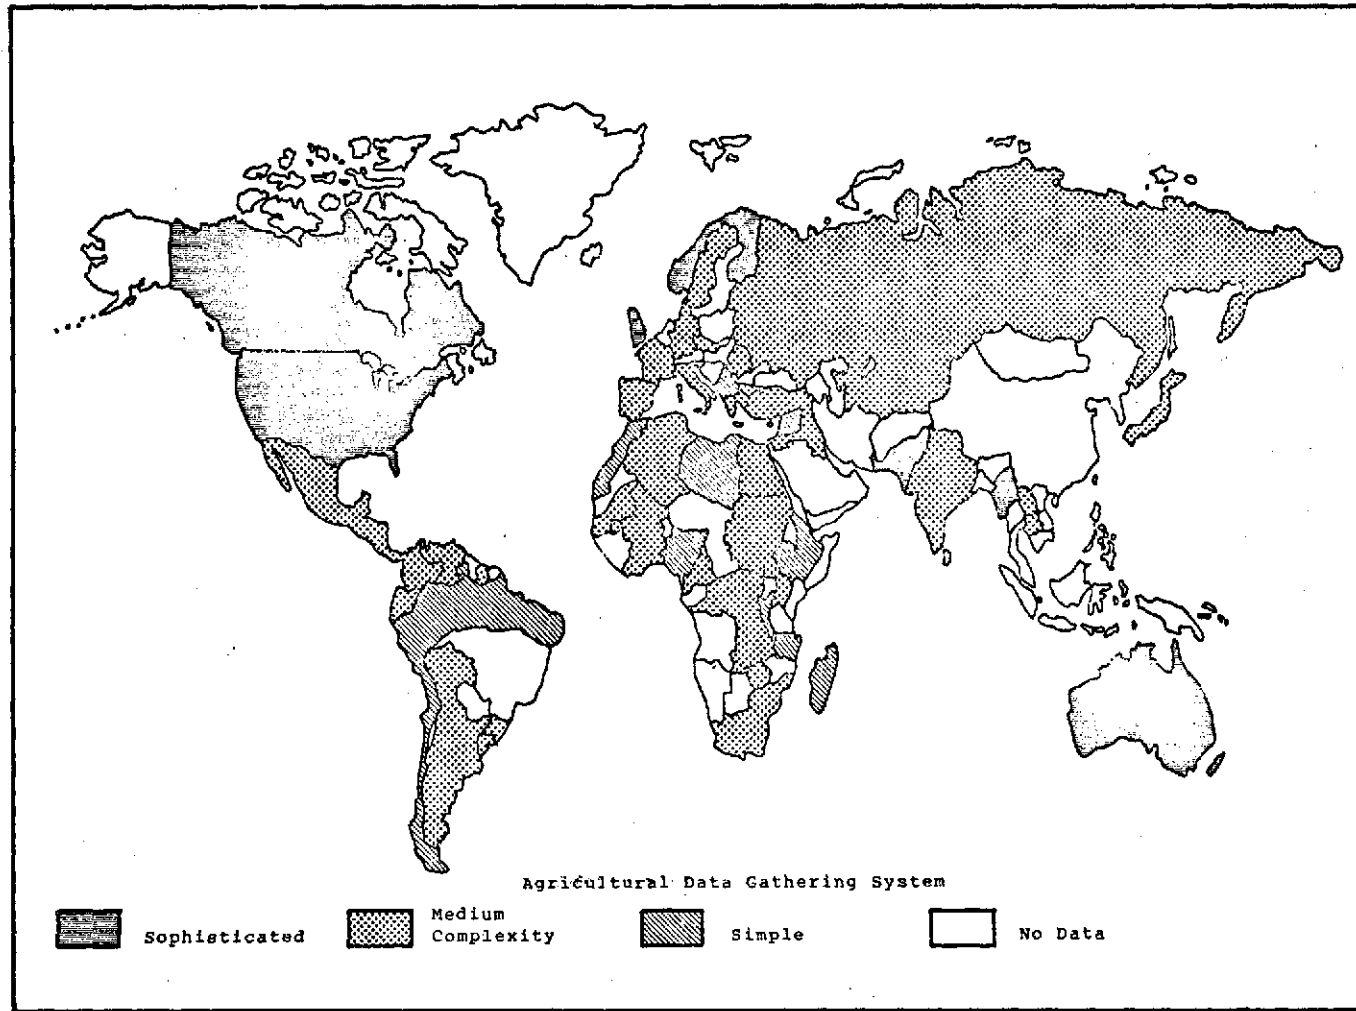 Agricultural Data Gathering System
Sophisticated
Medium
Complexity
Simple
No Data